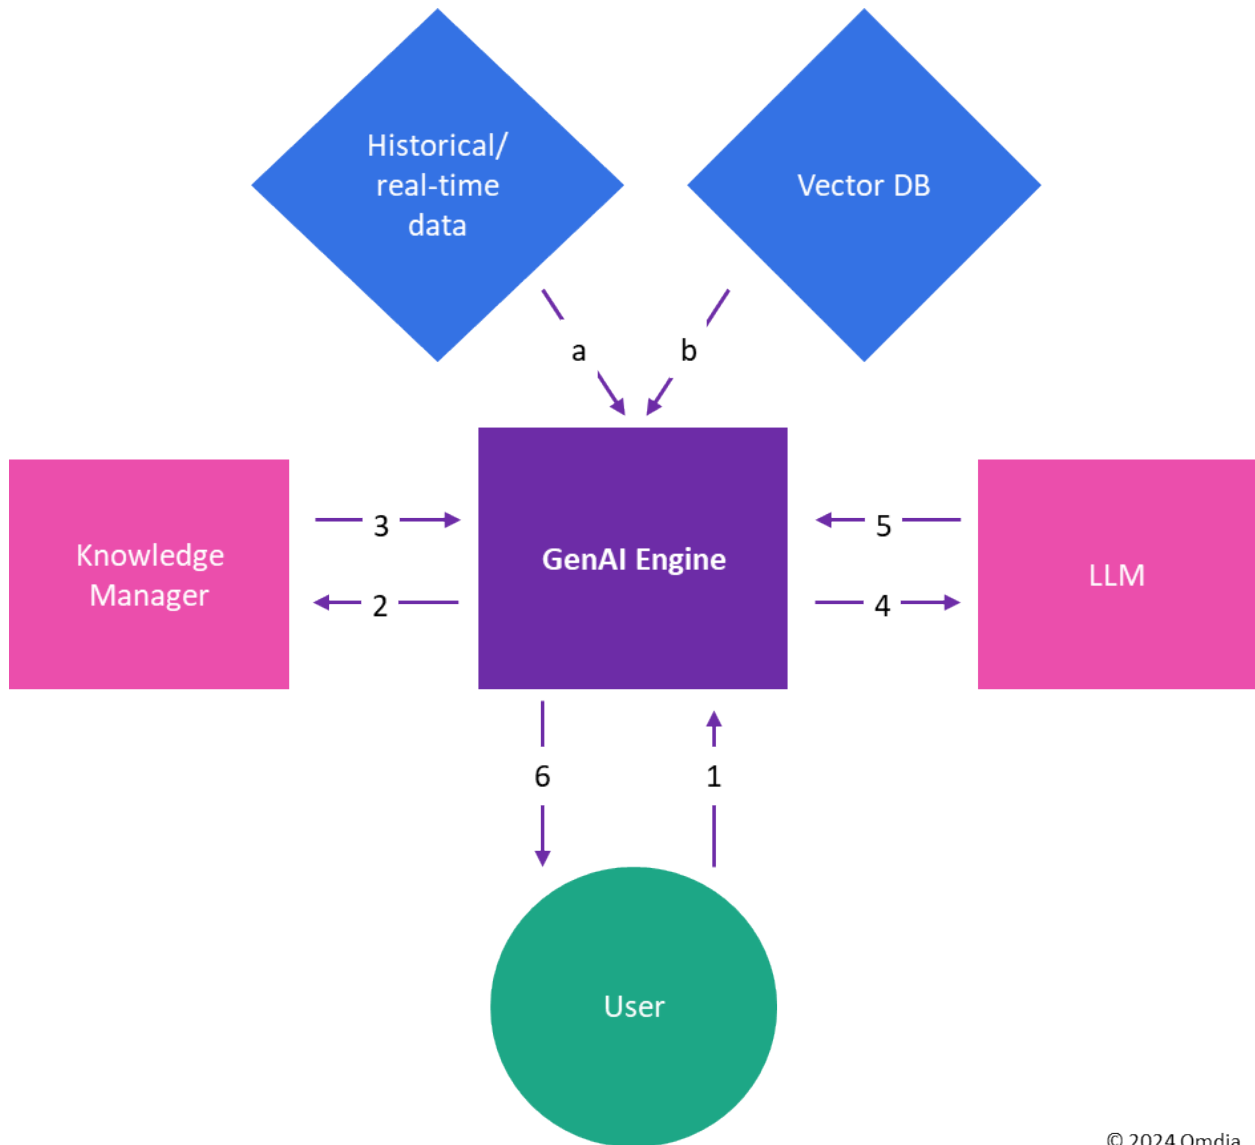 Historical/
real-time
data
Vector DB
a
b
Knowledge
Manager
3
2
GenAI Engine
5
4
LLM
6
1
User
© 2024 Omdia